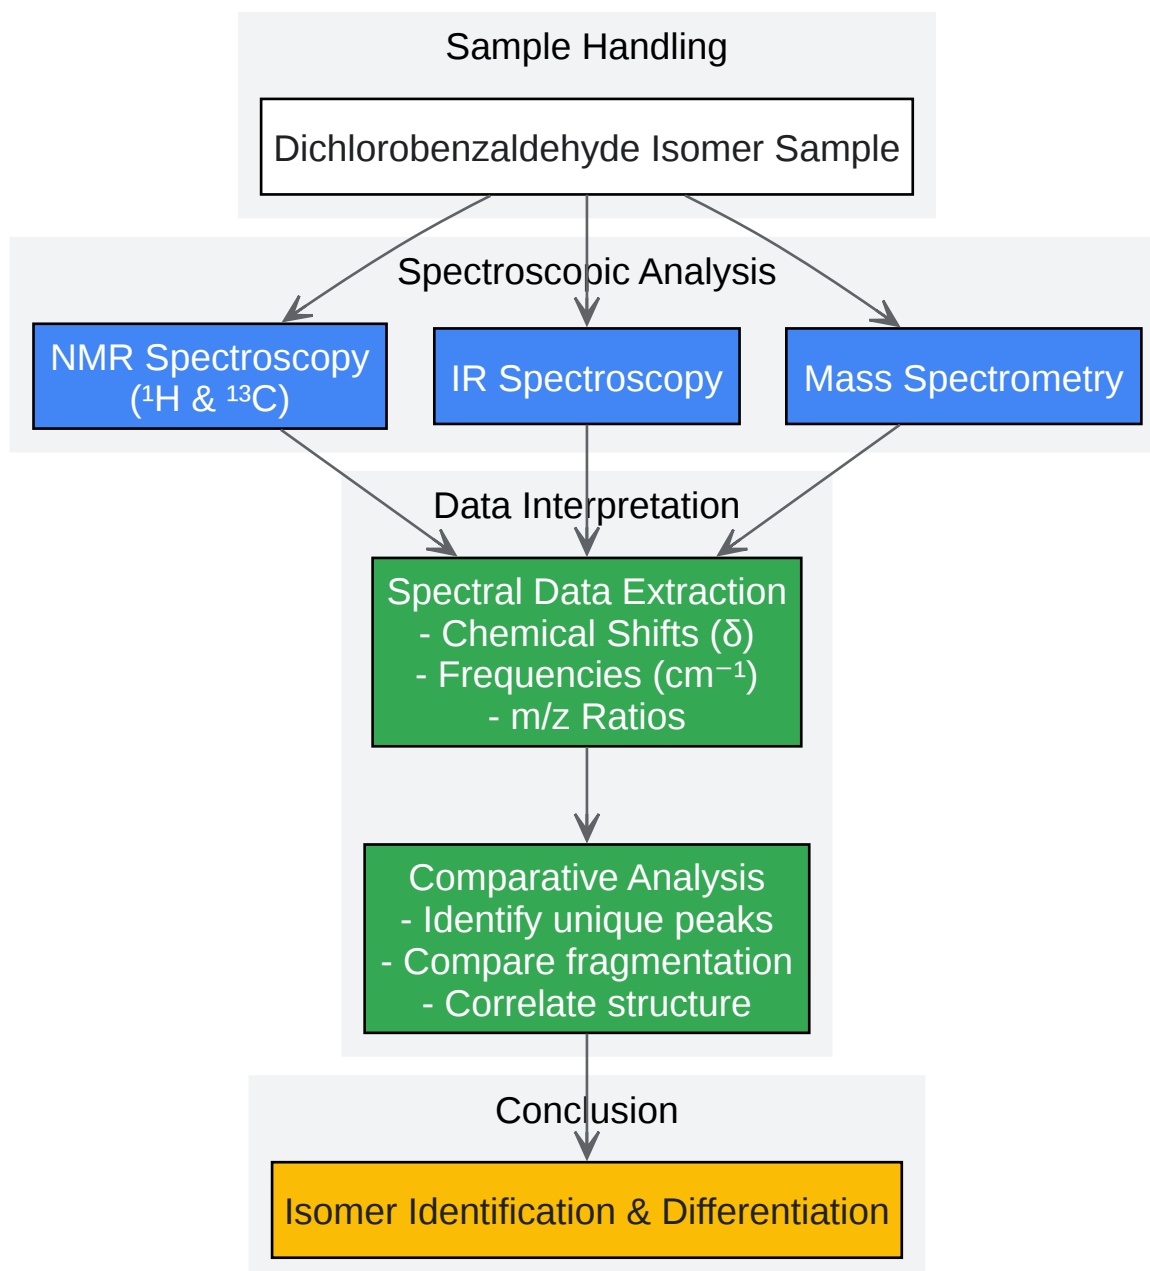 Sample Handling
Dichlorobenzaldehyde Isomer Sample
Spectroscopic Analysis
NMR Spectroscopy
(¹H & ¹³C)
IR Spectroscopy
Mass Spectrometry
Data Interpretation
Spectral Data Extraction
- Chemical Shifts (δ)
- Frequencies (cm⁻¹)
- m/z Ratios
Comparative Analysis
- Identify unique peaks
- Compare fragmentation
- Correlate structure
Conclusion
Isomer Identification & Differentiation